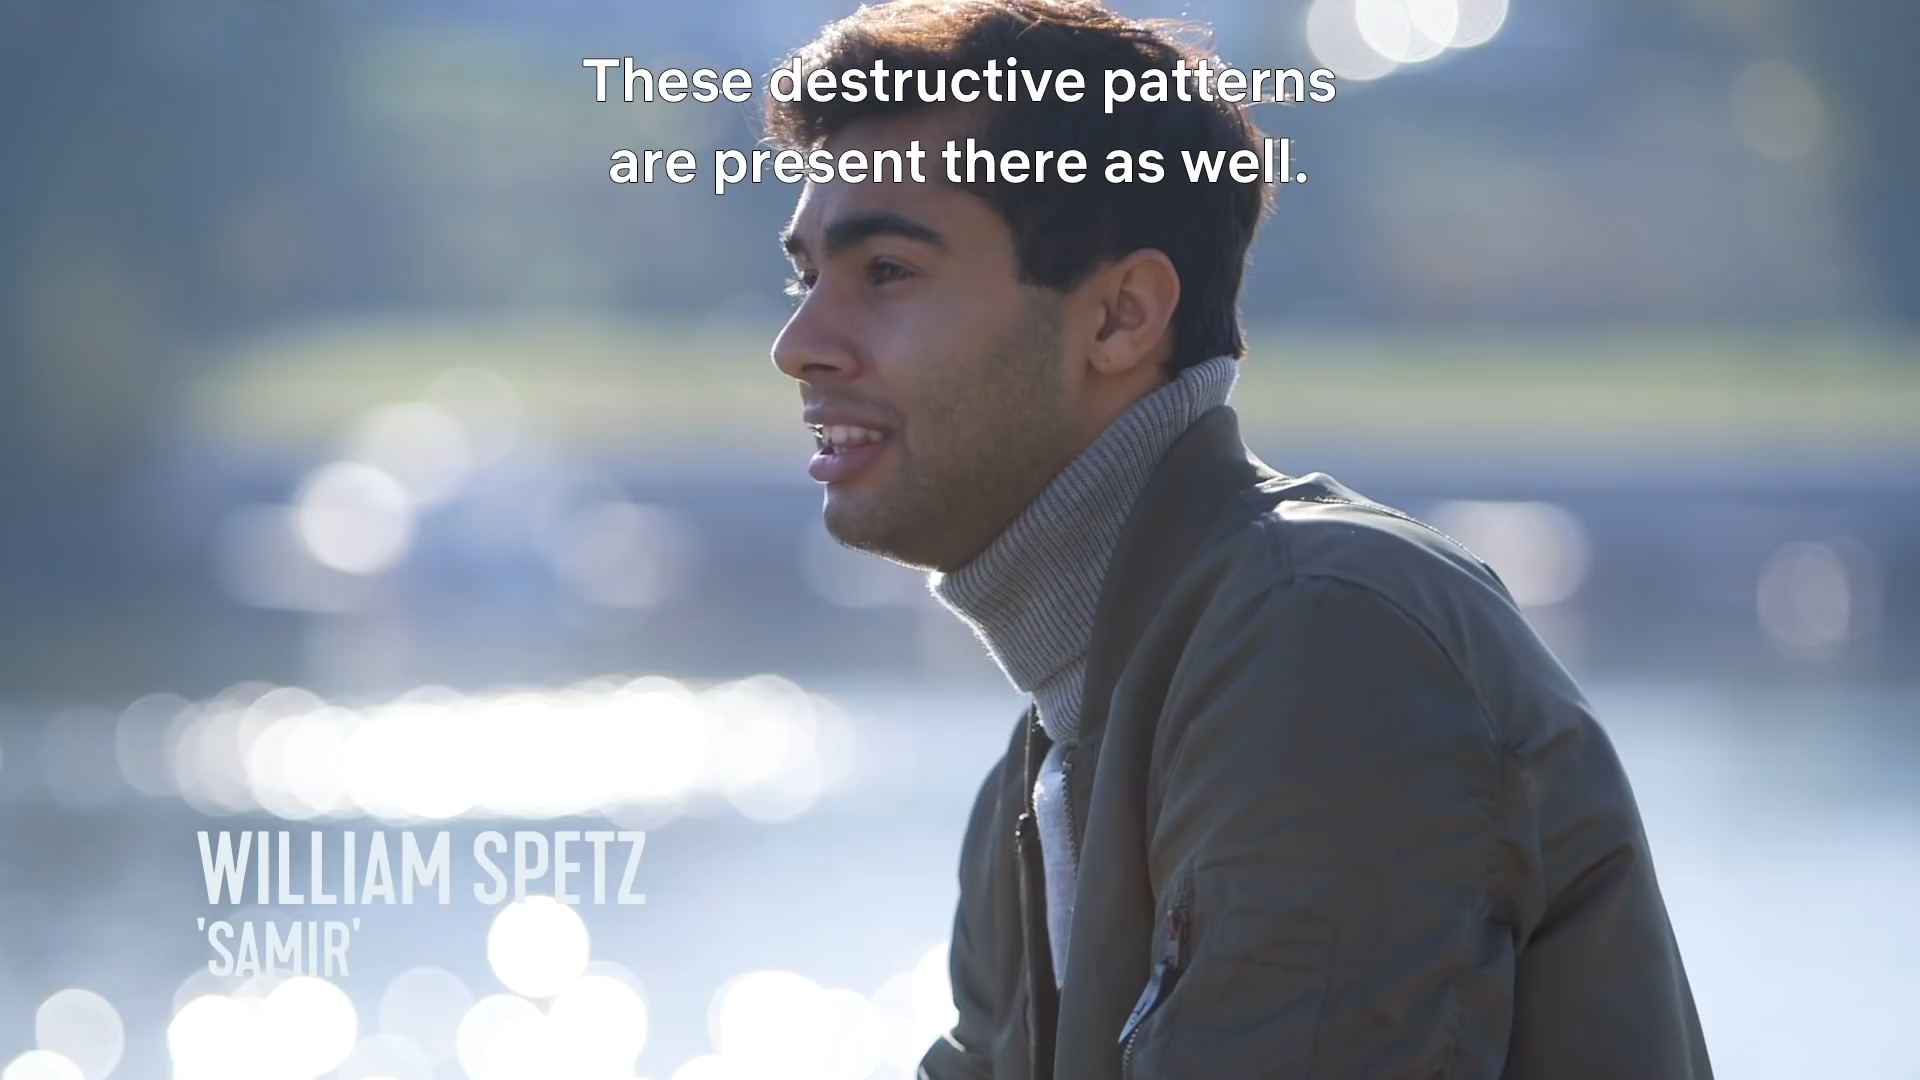 These destructive patterns
are present there as well.
WILLIAM SPETZ
'SAMIR'